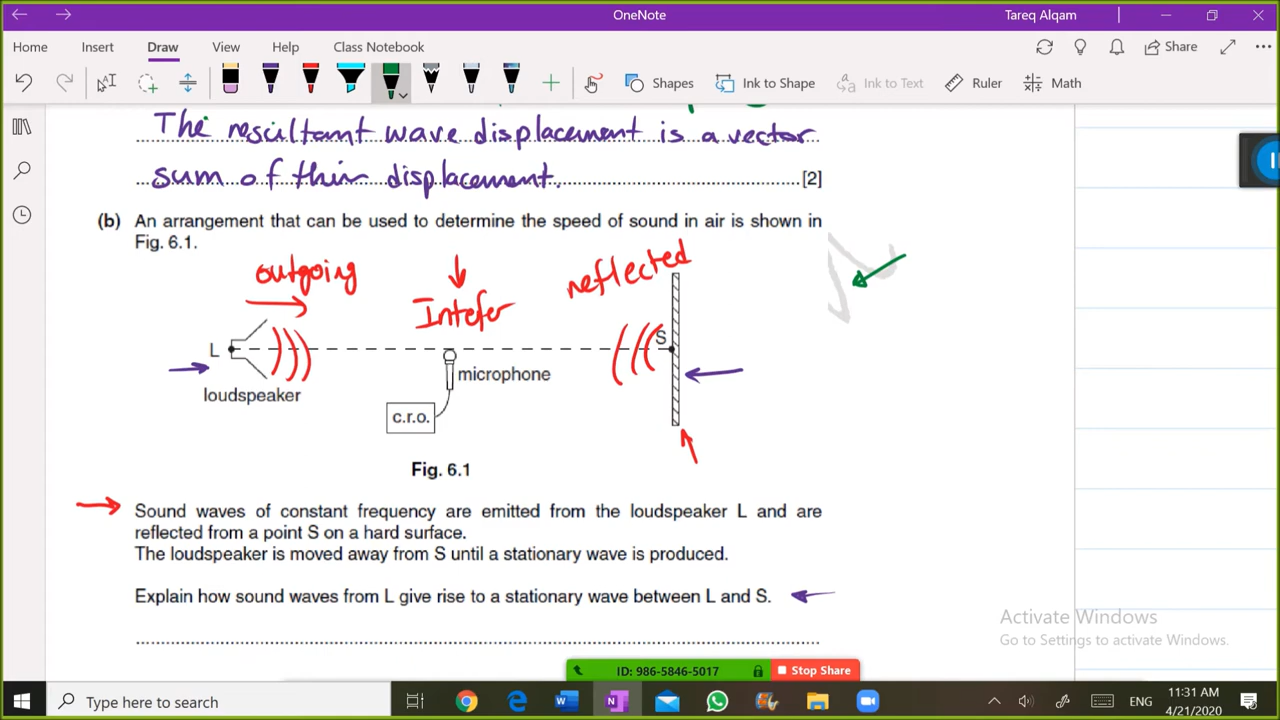 OneNote
Tareq Alqam
Home Insert Draw View Help Class Notebook
Share
Shapes Ink to Shape Ink to Text Ruler Math
The resultant wave displacement is a vector
sum of thir displacement. [2]
(b) An arrangement that can be used to determine the speed of sound in air is shown in
Fig. 6.1.
outgoing
Intefer
reflected
L
S
microphone
loudspeaker
c.r.o.
Fig. 6.1
Sound waves of constant frequency are emitted from the loudspeaker L and are
reflected from a point S on a hard surface.
The loudspeaker is moved away from S until a stationary wave is produced.
Explain how sound waves from L give rise to a stationary wave between L and S.
Activate Windows
Go to Settings to activate Windows.
ID: 986-5846-5017 Stop Share
Type here to search
ENG
11:31 AM
4/21/2020